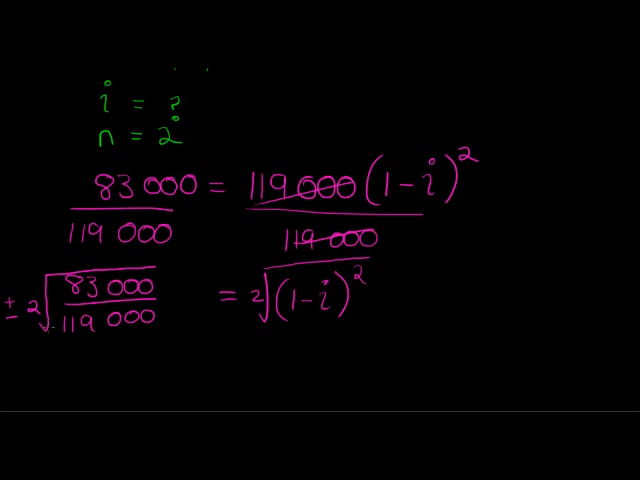 i = ?
n = 2
83 000 = 119 000 (1 - i)^2
119 000 119 000
± 2√83 000 = 2√(1 - i)^2
119 000